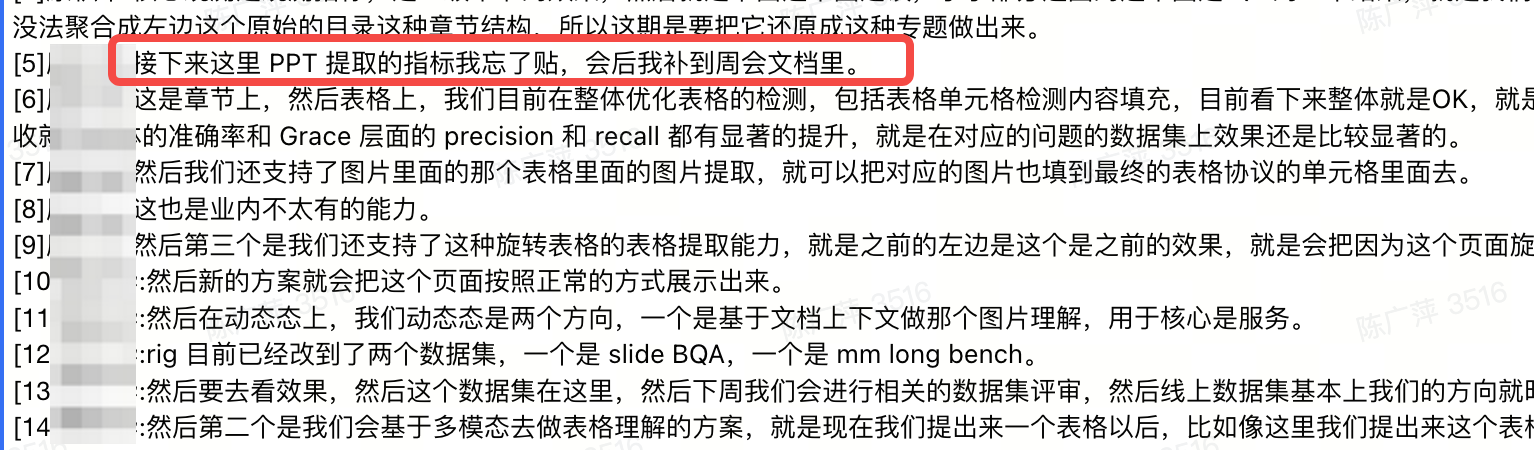 没法聚合成左边这个原始的目录这种章节结构，所以这期是要把它还原成这种专题做出来。
[5] 接下来这里 PPT 提取的指标我忘了贴，会后我补到周会文档里。
[6] 这是章节上，然后表格上，我们目前在整体优化表格的检测，包括表格单元格检测内容填充，目前看下来整体就是OK，就是
收 的准确率和 Grace 层面的 precision 和 recall 都有显著的提升，就是在对应的问题的数据集上效果还是比较显著的。
[7] 然后我们还支持了图片里面的那个表格里面的图片提取，就可以把对应的图片也填到最终的表格协议的单元格里面去。
[8] 这也是业内不太有的能力。
[9] 然后第三个是我们还支持了这种旋转表格的表格提取能力，就是之前的左边是这个是之前的效果，就是会把因为这个页面旋
[10 :然后新的方案就会把这个页面按照正常的方式展示出来。
[11 :然后在动态态上，我们动态态是两个方向，一个是基于文档上下文做那个图片理解，用于核心是服务。
[12 :rig 目前已经改到了两个数据集，一个是 slide BQA，一个是 mm long bench。
[13 :然后要去看效果，然后这个数据集在这里，然后下周我们会进行相关的数据集评审，然后线上数据集基本上我们的方向就
[14 :然后第二个是我们会基于多模态去做表格理解的方案，就是现在我们提出来一个表格以后，比如像这里我们提出来这个表格
陈广萍 3516